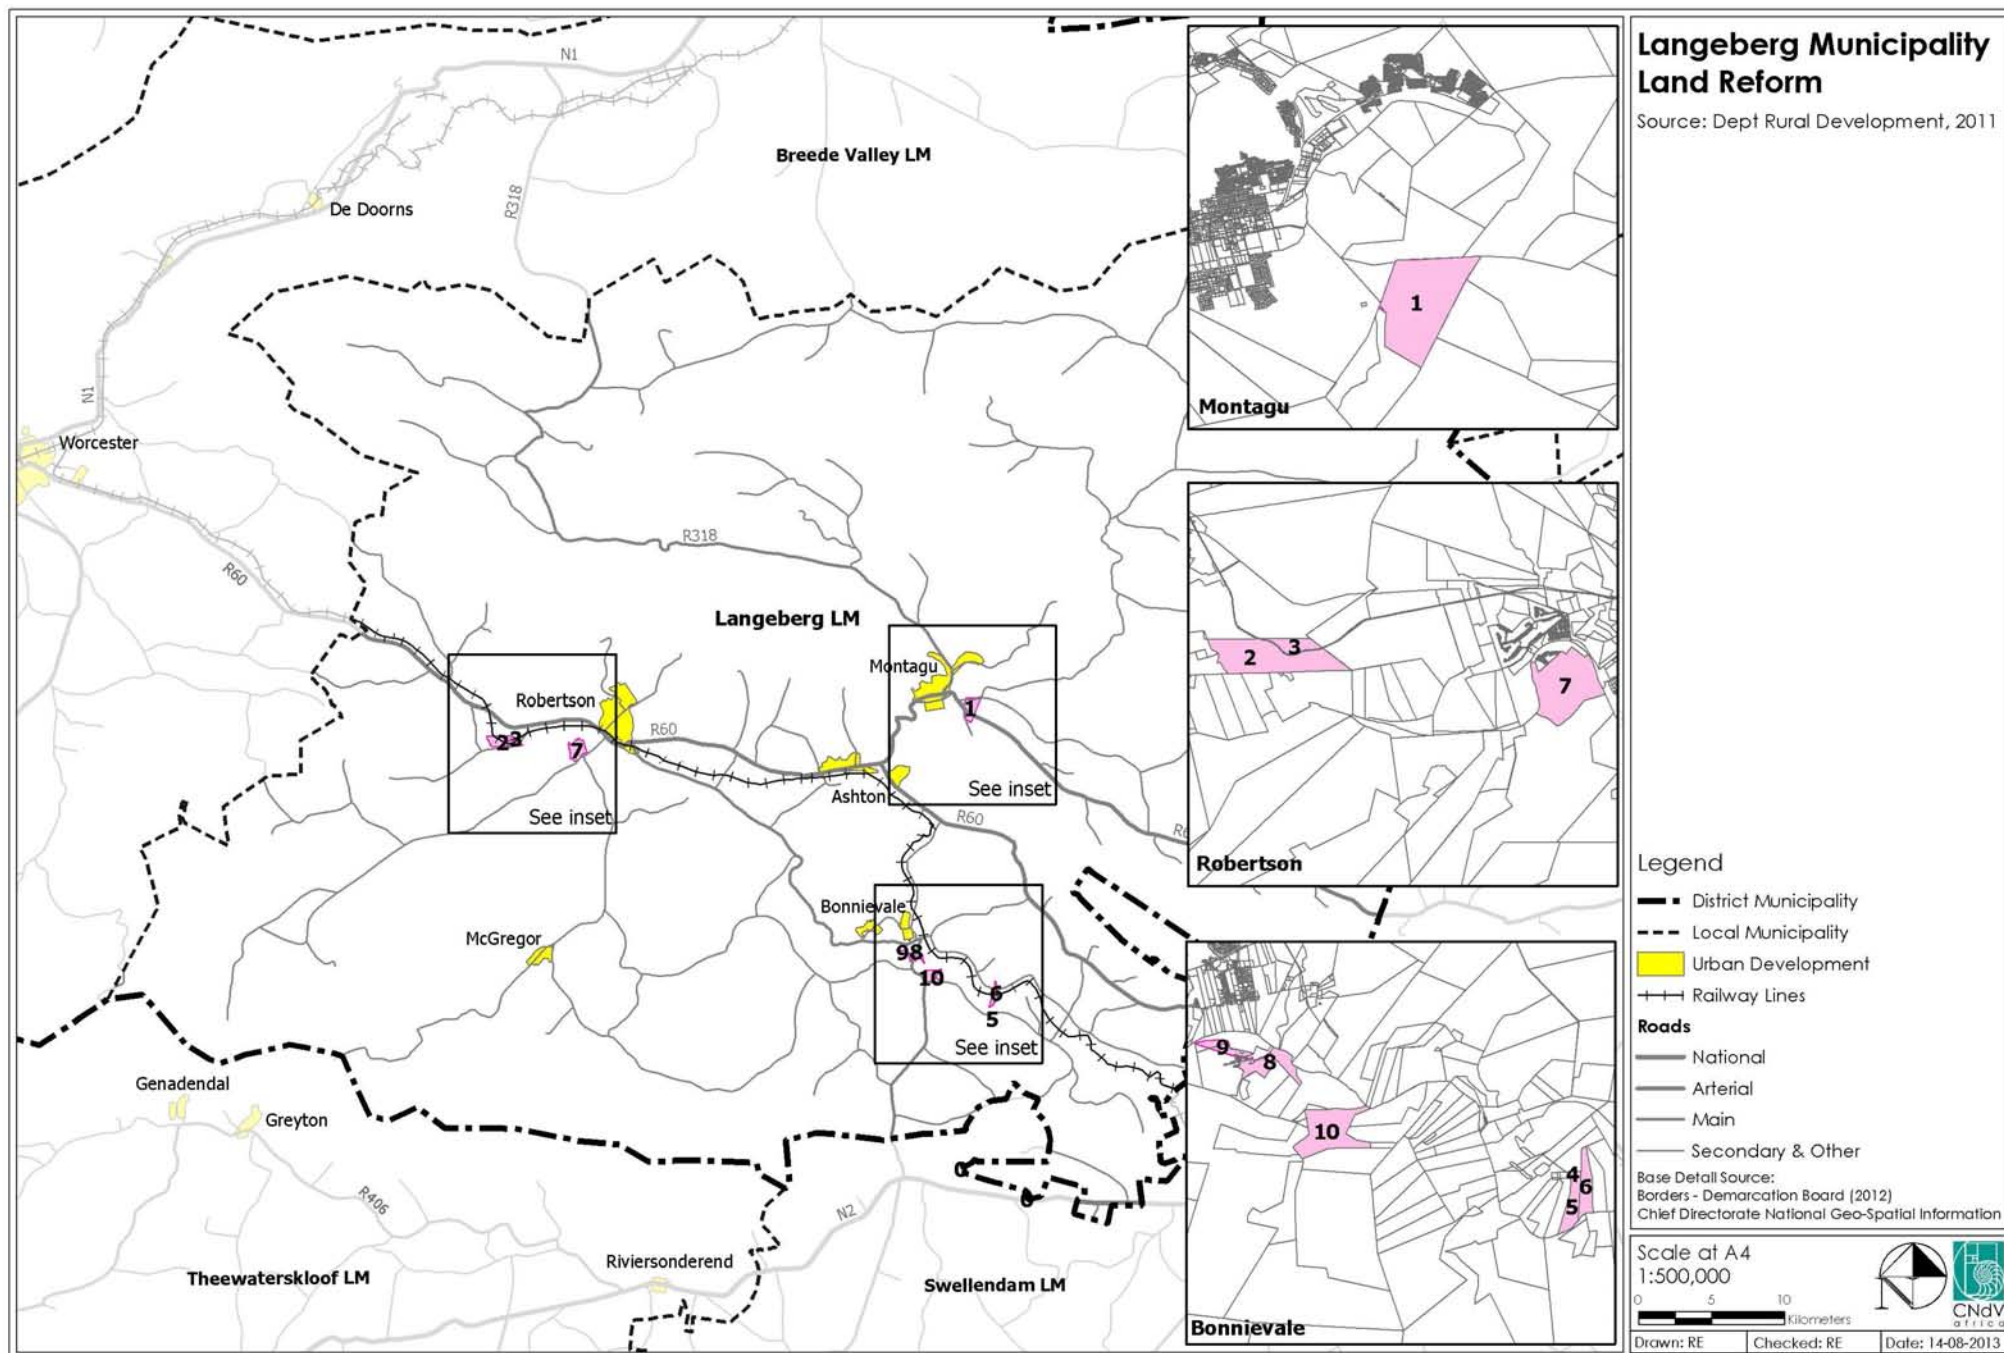 Langeberg Municipality
Land Reform
Source: Dept Rural Development, 2011
N1
Breede Valley LM
R318
De Doorns
N1
Worcester
R60
R318
Langeberg LM
Montagu
1
Robertson
R60
2
3
7
See inset
Ashton
See inset
R60
Bonnievale
98
10
6
5
See inset
McGregor
Genadendal
Greyton
R406
N2
Riviersonderend
Theewaterskloof LM
Swellendam LM
1
Montagu
2
3
7
Robertson
9
8
10
4
6
5
Bonnievale
Legend
District Municipality
Local Municipality
Urban Development
Railway Lines
Roads
National
Arterial
Main
Secondary & Other
Base Detail Source:
Borders - Demarcation Board (2012)
Chief Directorate National Geo-Spatial Information
Scale at A4
1:500,000
0 5 10
Kilometers
CNdV
africa
Drawn: RE Checked: RE Date: 14-08-2013